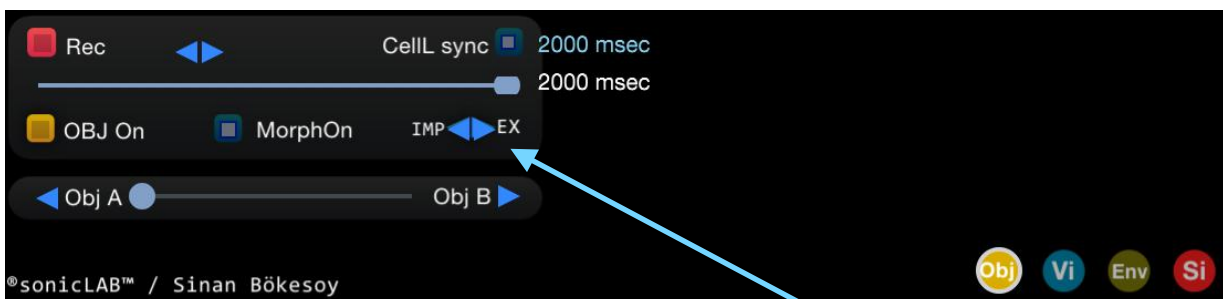 Rec CellL sync 2000 msec
2000 msec
OBJ On MorphOn IMP EX
Obj A Obj B
Obj Vi Env Si
®sonicLAB™ / Sinan Bökesoy